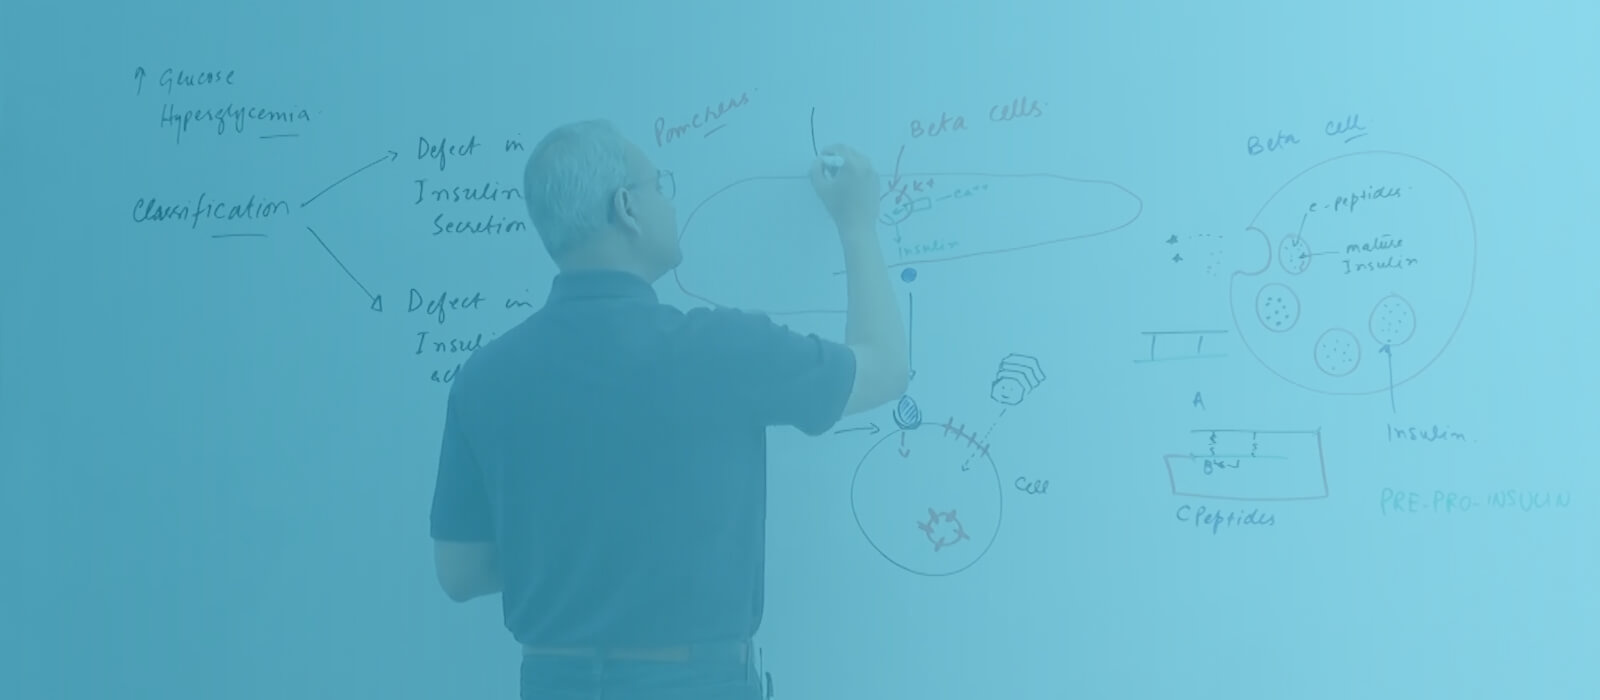 ↑ Glucose
Hyperglycemia.
Classification
Defect in
Insulin
Secretion
Defect in
Insul
Pancreas
Beta cells.
K+
Ca++
Insulin
Cell
Beta cell
c-peptides
mature
Insulin
Insulin.
A
B
C Peptides
PRE-PRO-INSULIN